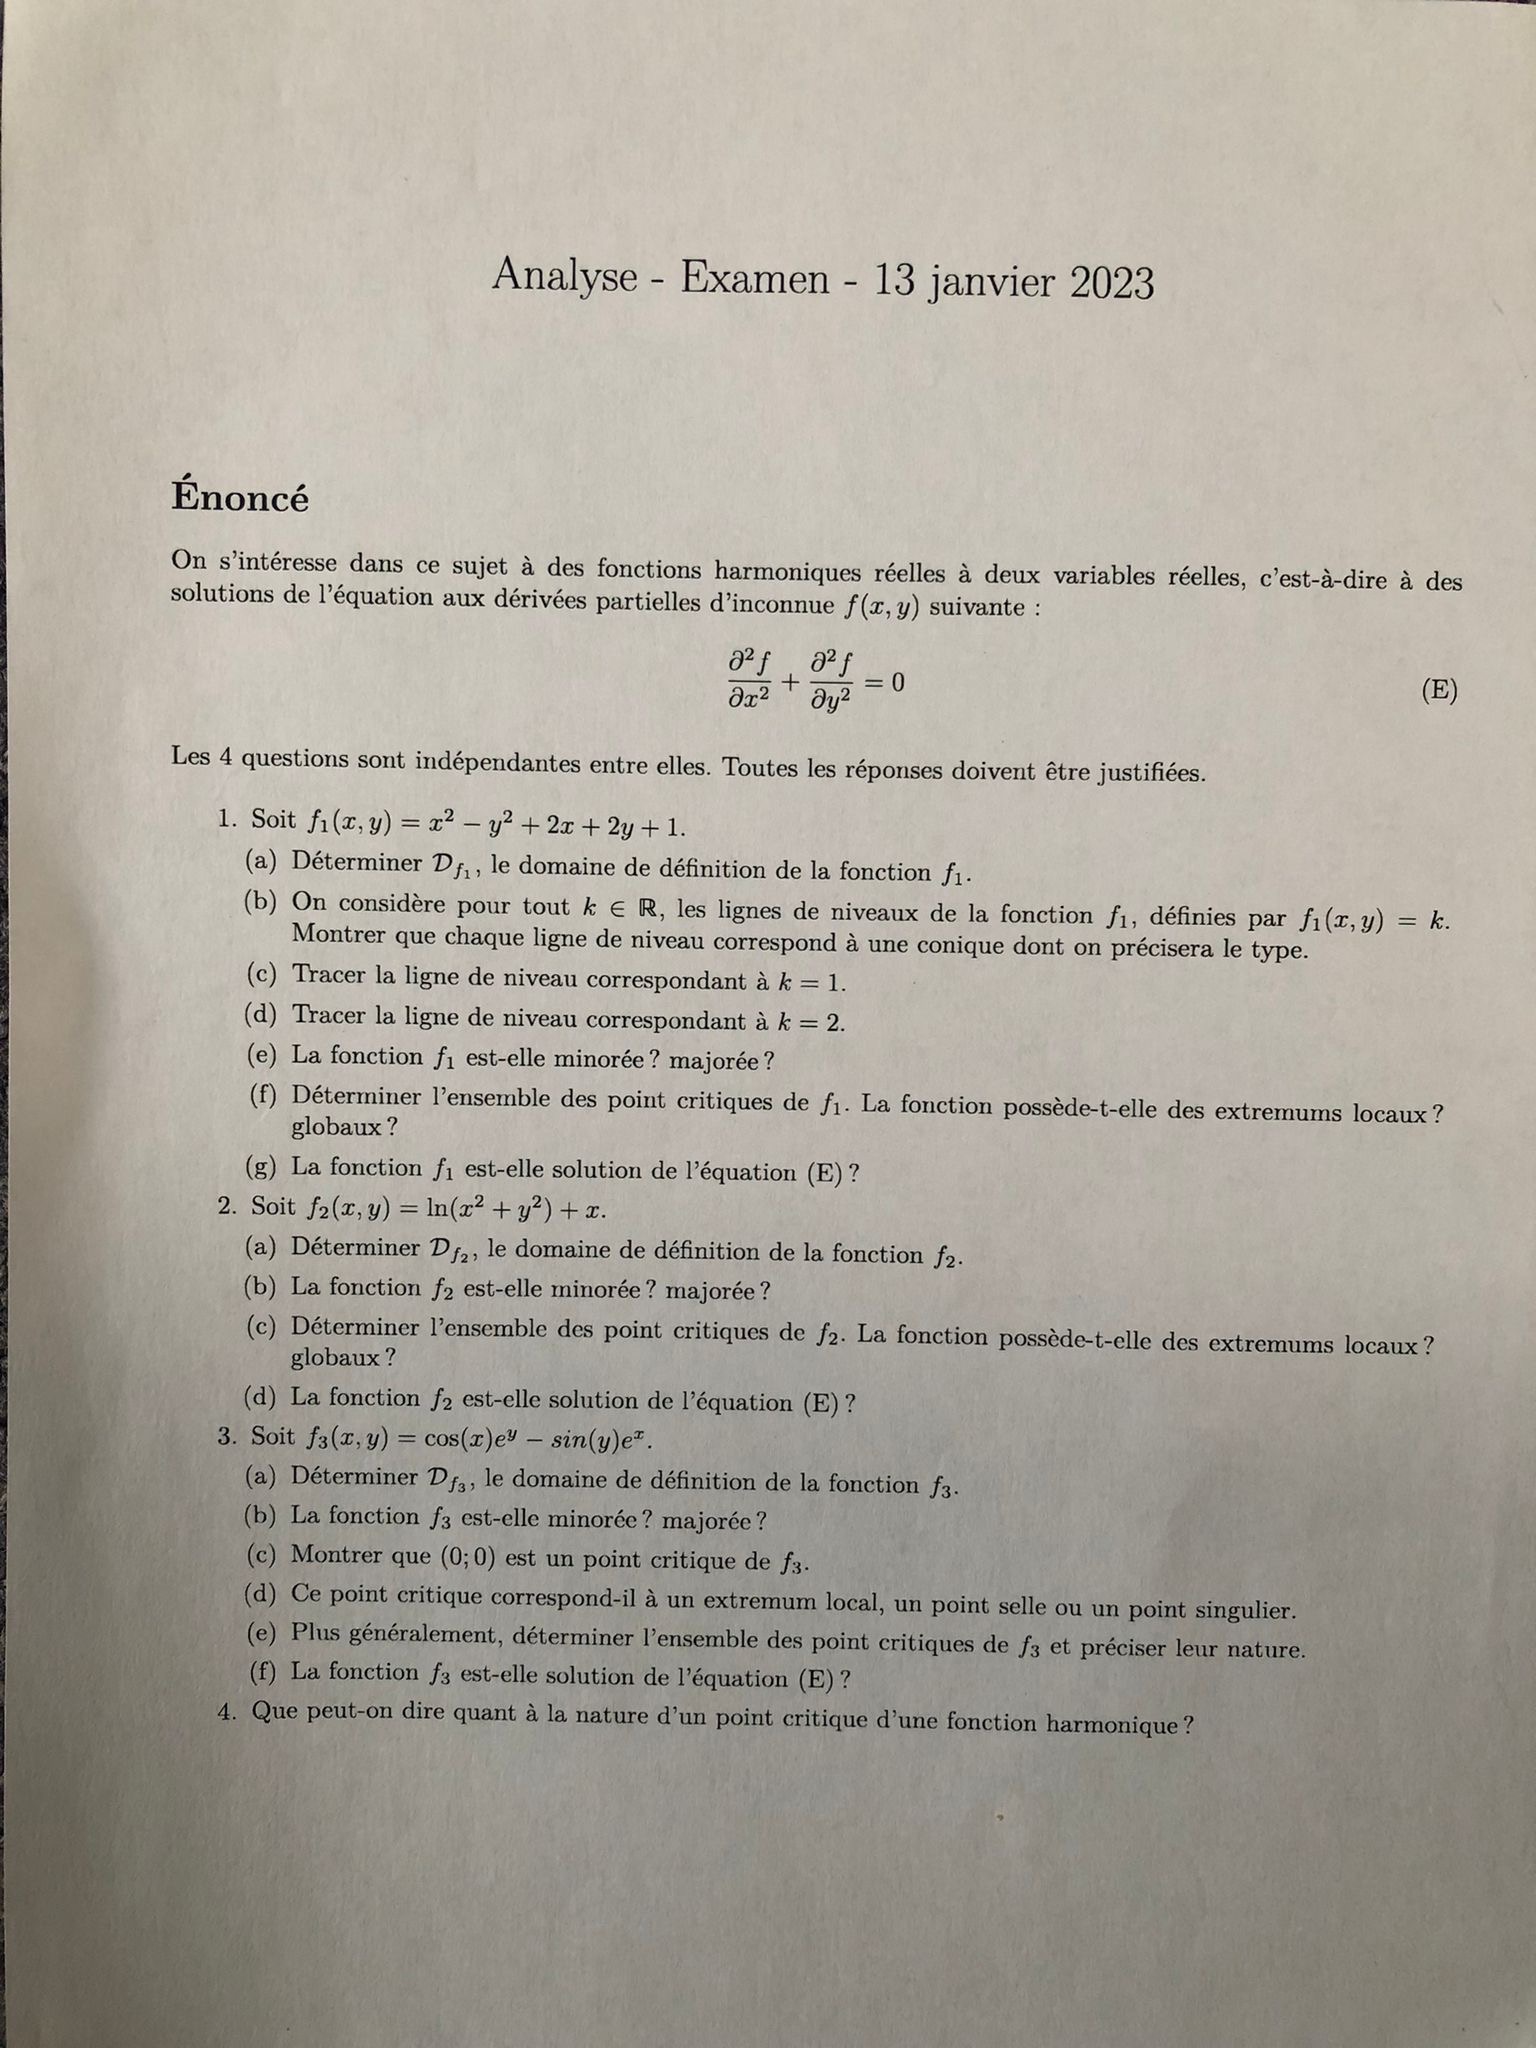 Analyse - Examen - 13 janvier 2023
Énoncé
On s'intéresse dans ce sujet à des fonctions harmoniques réelles à deux variables réelles, c'est-à-dire à des
solutions de l'équation aux dérivées partielles d'inconnue f(x, y) suivante :
∂²f/∂x² + ∂²f/∂y² = 0 (E)
Les 4 questions sont indépendantes entre elles. Toutes les réponses doivent être justifiées.
1. Soit f₁(x, y) = x² − y² + 2x + 2y + 1.
(a) Déterminer 𝒟f₁, le domaine de définition de la fonction f₁.
(b) On considère pour tout k ∈ ℝ, les lignes de niveaux de la fonction f₁, définies par f₁(x, y) = k.
Montrer que chaque ligne de niveau correspond à une conique dont on précisera le type.
(c) Tracer la ligne de niveau correspondant à k = 1.
(d) Tracer la ligne de niveau correspondant à k = 2.
(e) La fonction f₁ est-elle minorée ? majorée ?
(f) Déterminer l'ensemble des point critiques de f₁. La fonction possède-t-elle des extremums locaux ?
globaux ?
(g) La fonction f₁ est-elle solution de l'équation (E) ?
2. Soit f₂(x, y) = ln(x² + y²) + x.
(a) Déterminer 𝒟f₂, le domaine de définition de la fonction f₂.
(b) La fonction f₂ est-elle minorée ? majorée ?
(c) Déterminer l'ensemble des point critiques de f₂. La fonction possède-t-elle des extremums locaux ?
globaux ?
(d) La fonction f₂ est-elle solution de l'équation (E) ?
3. Soit f₃(x, y) = cos(x)eʸ − sin(y)eˣ.
(a) Déterminer 𝒟f₃, le domaine de définition de la fonction f₃.
(b) La fonction f₃ est-elle minorée ? majorée ?
(c) Montrer que (0; 0) est un point critique de f₃.
(d) Ce point critique correspond-il à un extremum local, un point selle ou un point singulier.
(e) Plus généralement, déterminer l'ensemble des point critiques de f₃ et préciser leur nature.
(f) La fonction f₃ est-elle solution de l'équation (E) ?
4. Que peut-on dire quant à la nature d'un point critique d'une fonction harmonique ?